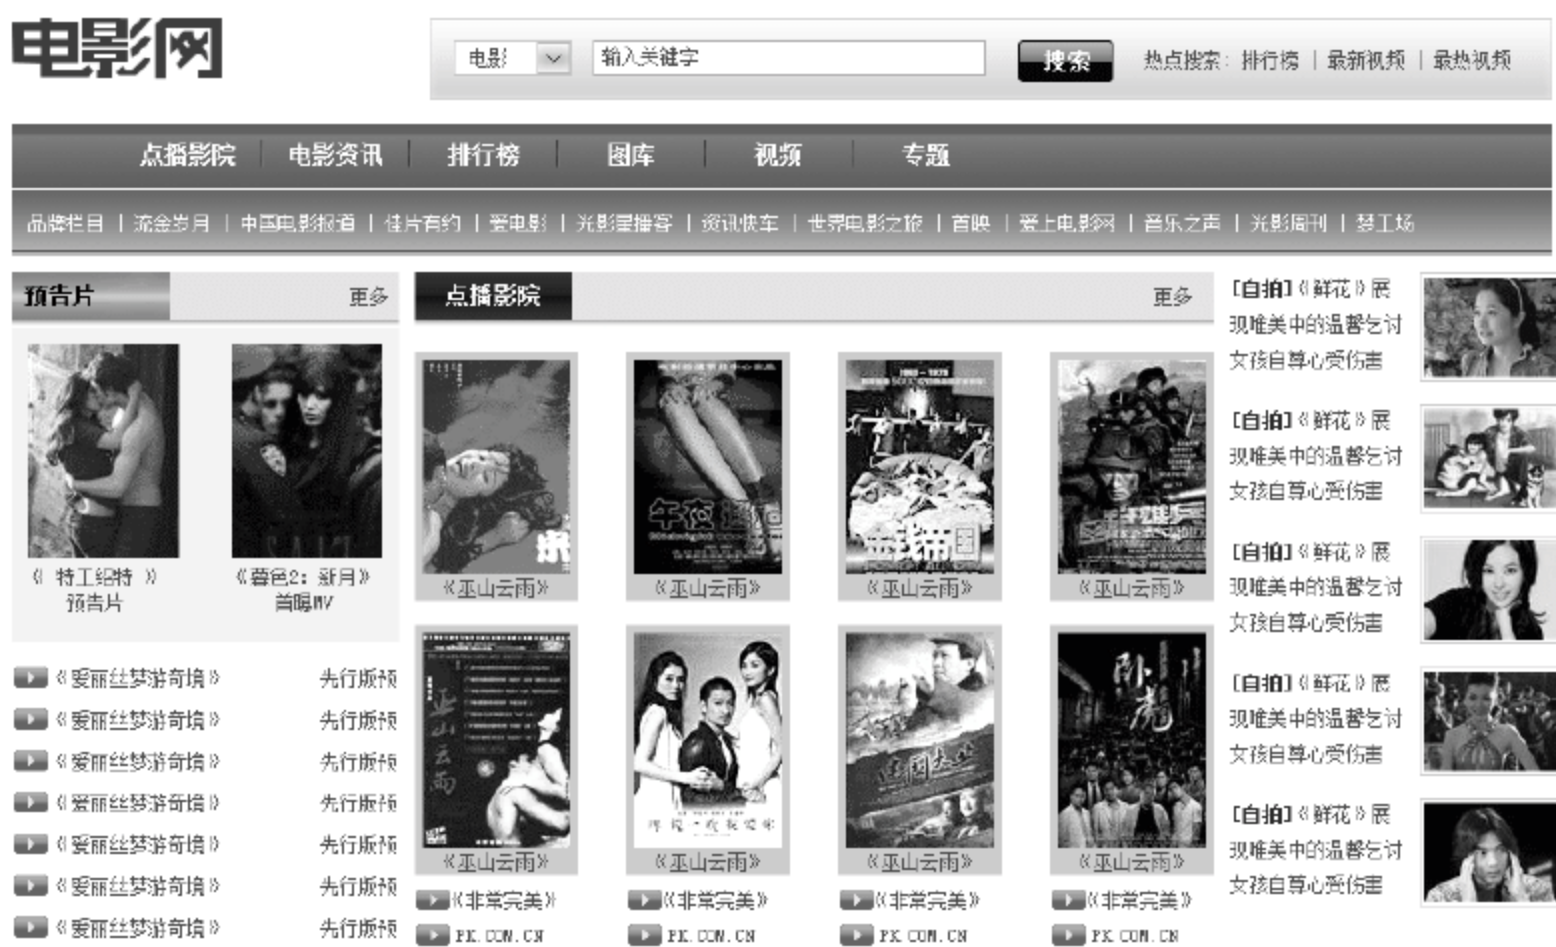 电影网
电影
输入关键字
搜索
热点搜索: 排行榜 | 最新视频 | 最热视频
点播影院 | 电影资讯 | 排行榜 | 图库 | 视频 | 专题
品牌栏目 | 流金岁月 | 中国电影报道 | 佳片有约 | 爱电影 | 光影星播客 | 资讯快车 | 世界电影之旅 | 首映 | 爱上电影网 | 音乐之声 | 光影周刊 | 梦工场
预告片
更多
《 特工绍特 》
预告片
《暮色2: 新月》
首曝MV
《爱丽丝梦游奇境》 先行版预
《爱丽丝梦游奇境》 先行版预
《爱丽丝梦游奇境》 先行版预
《爱丽丝梦游奇境》 先行版预
《爱丽丝梦游奇境》 先行版预
《爱丽丝梦游奇境》 先行版预
《爱丽丝梦游奇境》 先行版预
点播影院
更多
午夜
1960 - 1979
金钱帝国
《巫山云雨》 《巫山云雨》 《巫山云雨》 《巫山云雨》
巫山云雨
建国大业
卧虎
《巫山云雨》 《巫山云雨》 《巫山云雨》 《巫山云雨》
《非常完美》 《非常完美》 《非常完美》 《非常完美》
PK.COM.CN PK.COM.CN PK.COM.CN PK.COM.CN
[自拍]《鲜花》展
现唯美中的温馨乞讨
女孩自尊心受伤害
[自拍]《鲜花》展
现唯美中的温馨乞讨
女孩自尊心受伤害
[自拍]《鲜花》展
现唯美中的温馨乞讨
女孩自尊心受伤害
[自拍]《鲜花》展
现唯美中的温馨乞讨
女孩自尊心受伤害
[自拍]《鲜花》展
现唯美中的温馨乞讨
女孩自尊心受伤害